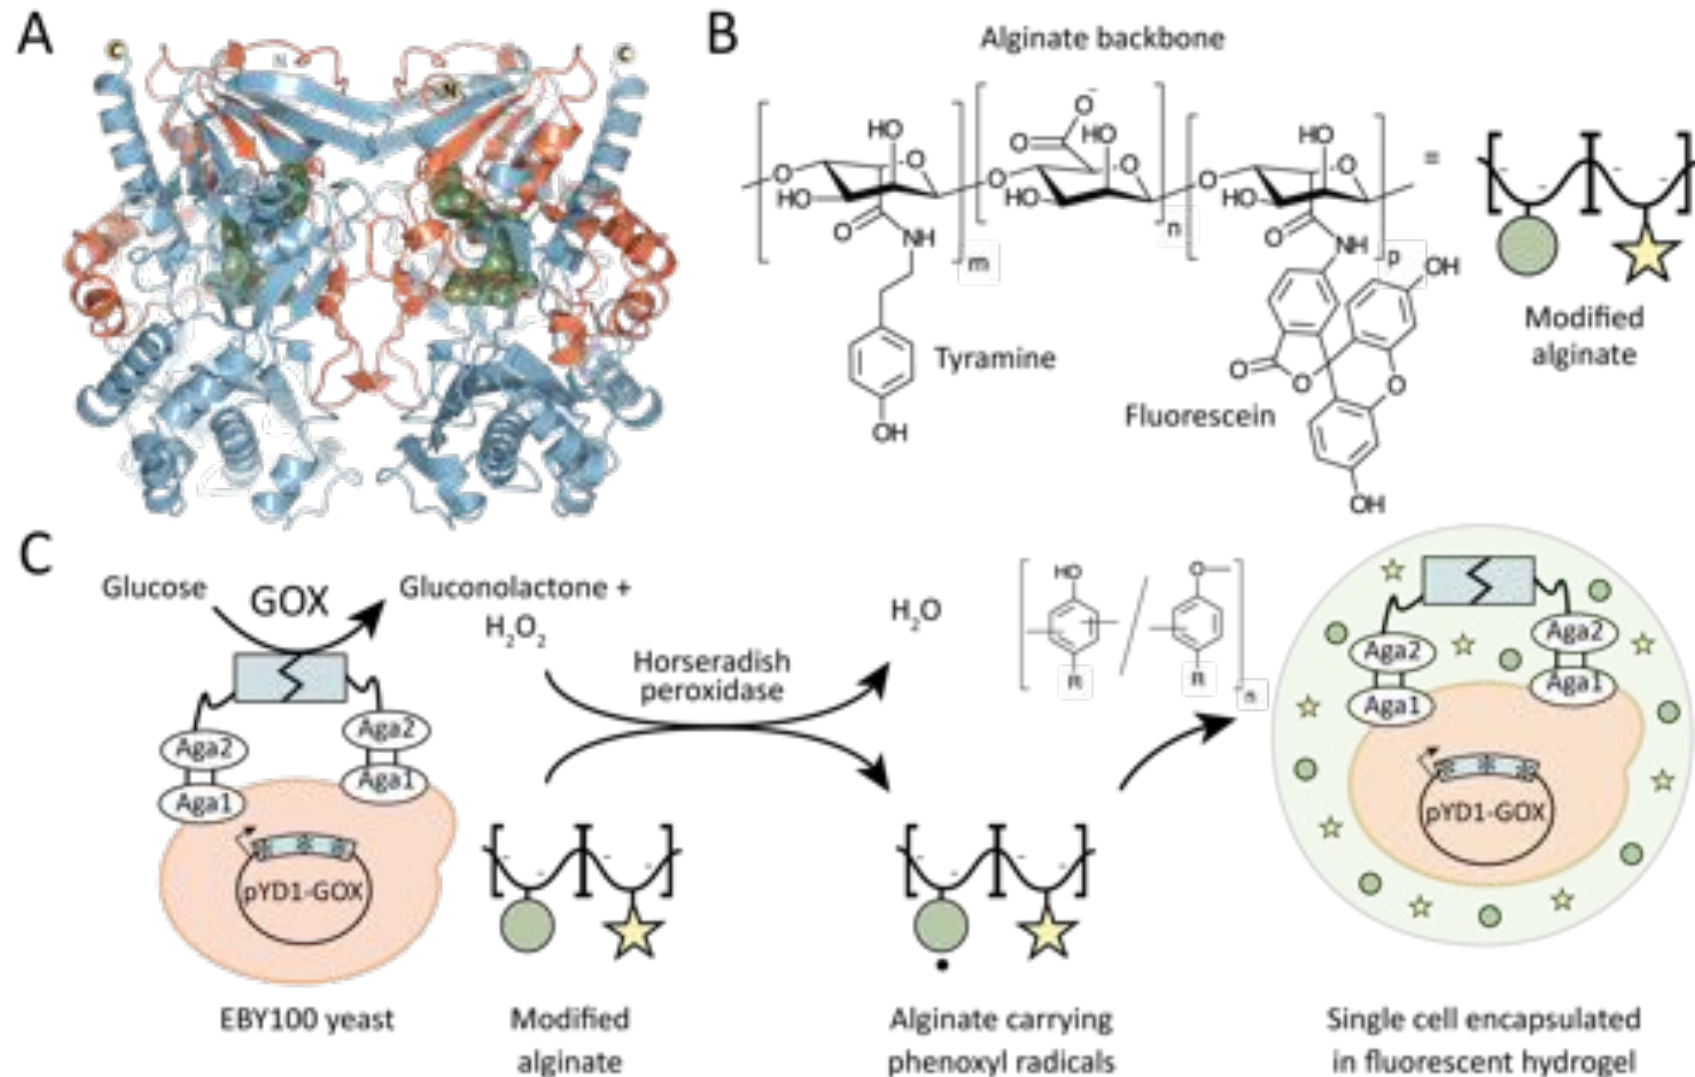 A
C
N
N
C
B
Alginate backbone
HO
O
HO
O
O
NH
m
Tyramine
OH
O
O⁻
HO
O
O
HO
n
HO
O
O
HO
O
NH
p
OH
O
O
O
Fluorescein
OH
=
Modified
alginate
C
Glucose
GOX
Gluconolactone +
H₂O₂
Horseradish
peroxidase
H₂O
HO
R
O
R
n
Aga2
Aga1
Aga2
Aga1
pYD1-GOX
EBY100 yeast
Modified
alginate
Alginate carrying
phenoxyl radicals
Aga2
Aga1
Aga2
Aga1
pYD1-GOX
Single cell encapsulated
in fluorescent hydrogel